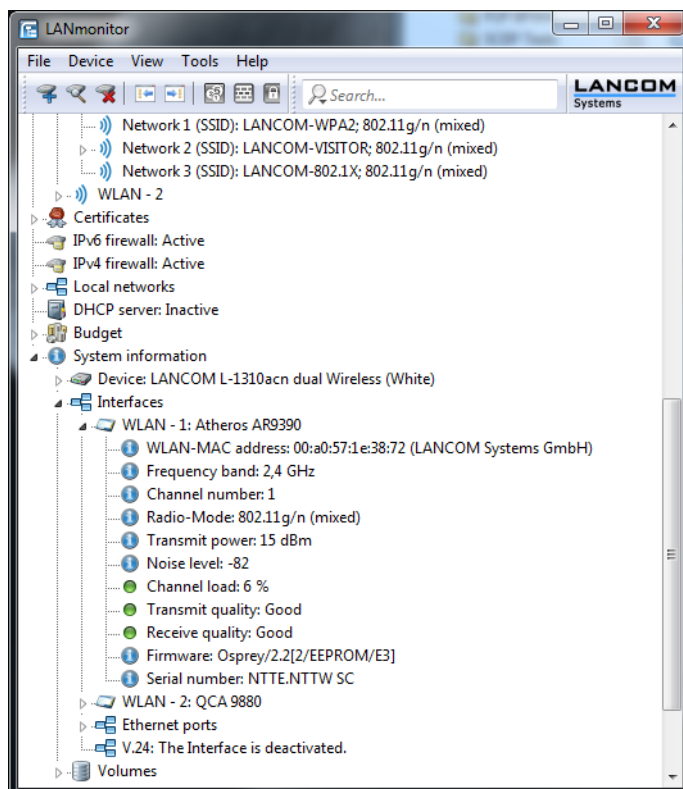 LANmonitor
File Device View Tools Help
Search...
LANCOM
Systems
Network 1 (SSID): LANCOM-WPA2; 802.11g/n (mixed)
Network 2 (SSID): LANCOM-VISITOR; 802.11g/n (mixed)
Network 3 (SSID): LANCOM-802.1X; 802.11g/n (mixed)
WLAN - 2
Certificates
IPv6 firewall: Active
IPv4 firewall: Active
Local networks
DHCP server: Inactive
Budget
System information
Device: LANCOM L-1310acn dual Wireless (White)
Interfaces
WLAN - 1: Atheros AR9390
WLAN-MAC address: 00:a0:57:1e:38:72 (LANCOM Systems GmbH)
Frequency band: 2,4 GHz
Channel number: 1
Radio-Mode: 802.11g/n (mixed)
Transmit power: 15 dBm
Noise level: -82
Channel load: 6 %
Transmit quality: Good
Receive quality: Good
Firmware: Osprey/2.2[2/EEPROM/E3]
Serial number: NTTE.NTTW SC
WLAN - 2: QCA 9880
Ethernet ports
V.24: The Interface is deactivated.
Volumes